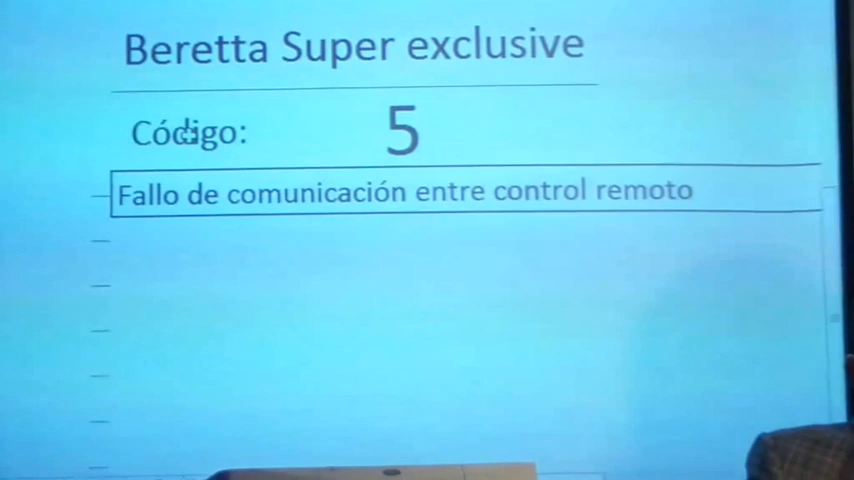 Beretta Super exclusive
Código: 5
Fallo de comunicación entre control remoto